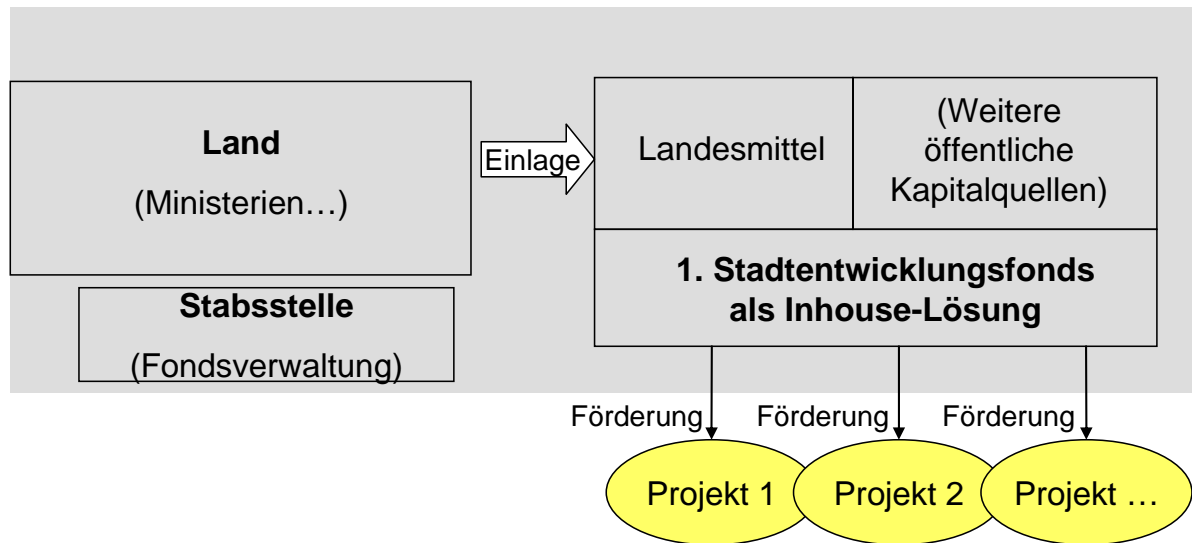 Land
(Ministerien…)
Stabsstelle
(Fondsverwaltung)
Einlage
Landesmittel
(Weitere
öffentliche
Kapitalquellen)
1. Stadtentwicklungsfonds
als Inhouse-Lösung
Förderung
Förderung
Förderung
Projekt 1
Projekt 2
Projekt …